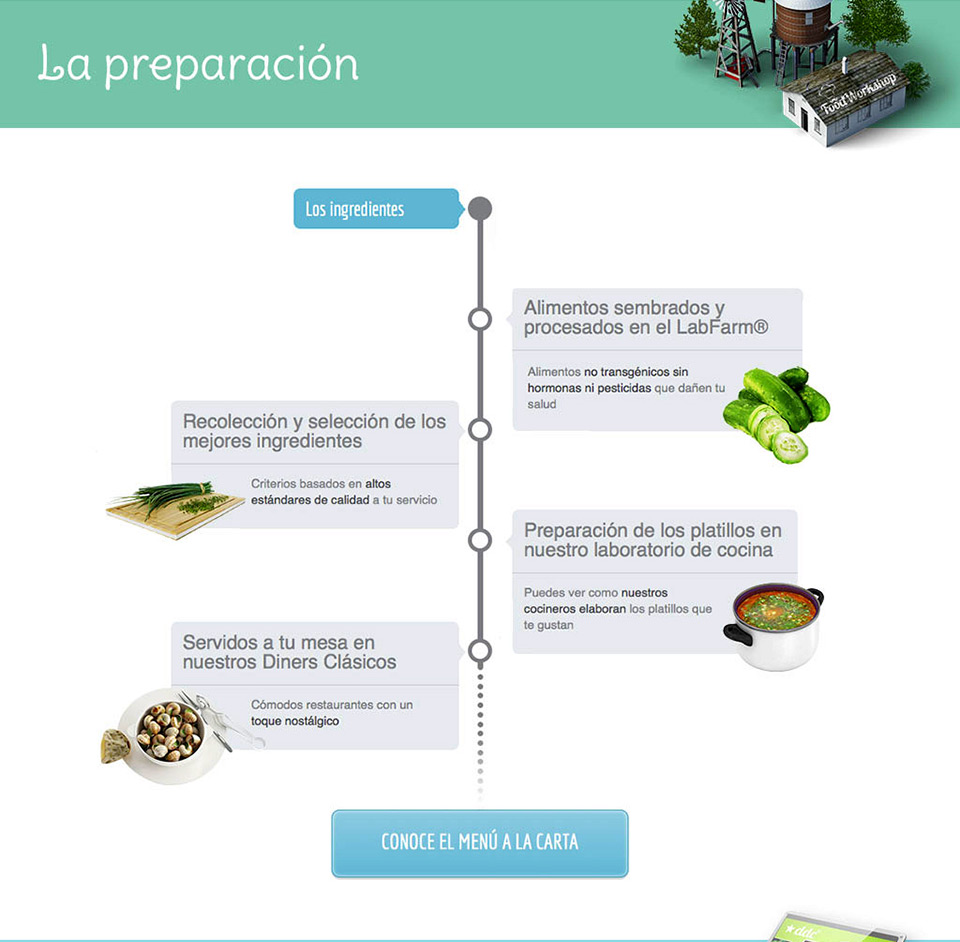 La preparación
Food Workshop
Los ingredientes
Alimentos sembrados y
procesados en el LabFarm®
Alimentos no transgénicos sin
hormonas ni pesticidas que dañen tu
salud
Recolección y selección de los
mejores ingredientes
Criterios basados en altos
estándares de calidad a tu servicio
Preparación de los platillos en
nuestro laboratorio de cocina
Puedes ver como nuestros
cocineros elaboran los platillos que
te gustan
Servidos a tu mesa en
nuestros Diners Clásicos
Cómodos restaurantes con un
toque nostálgico
CONOCE EL MENÚ A LA CARTA
ddc